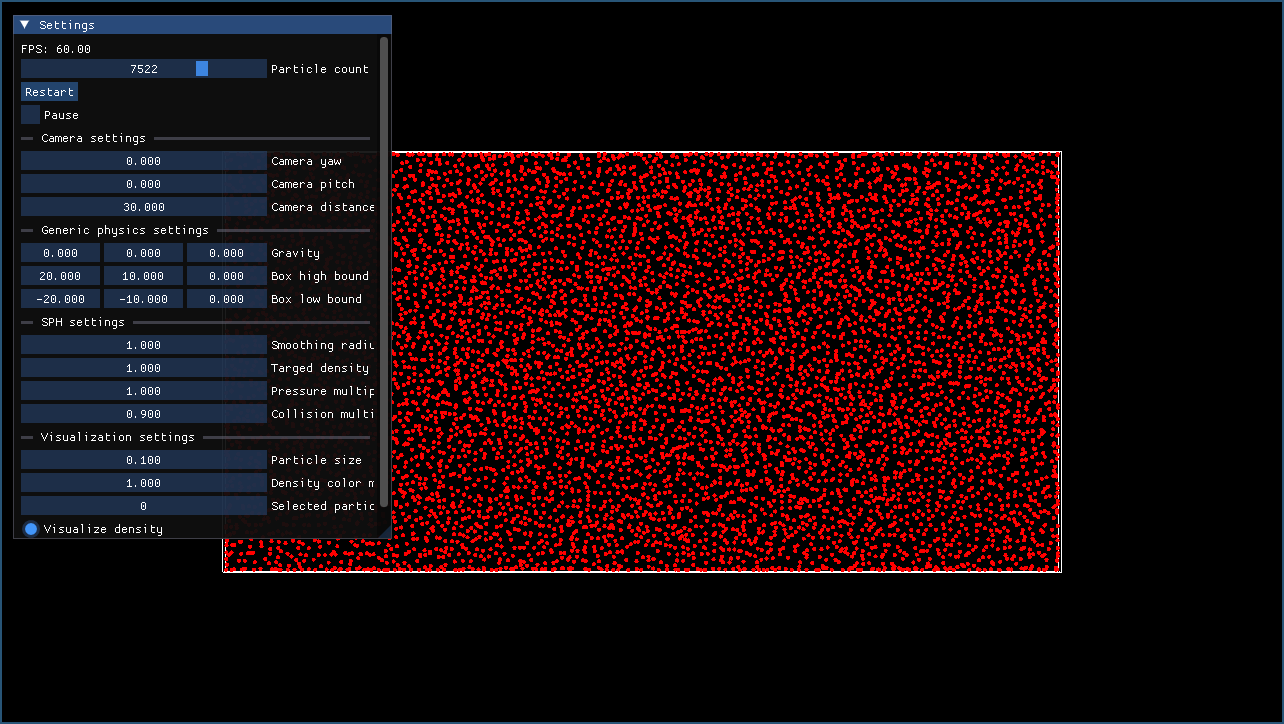 Settings
FPS: 60.00
7522 Particle count
Restart
Pause
Camera settings
0.000 Camera yaw
0.000 Camera pitch
30.000 Camera distance
Generic physics settings
0.000 0.000 0.000 Gravity
20.000 10.000 0.000 Box high bound
-20.000 -10.000 0.000 Box low bound
SPH settings
1.000 Smoothing radiu
1.000 Targed density
1.000 Pressure multip
0.900 Collision multi
Visualization settings
0.100 Particle size
1.000 Density color m
0 Selected partic
Visualize density